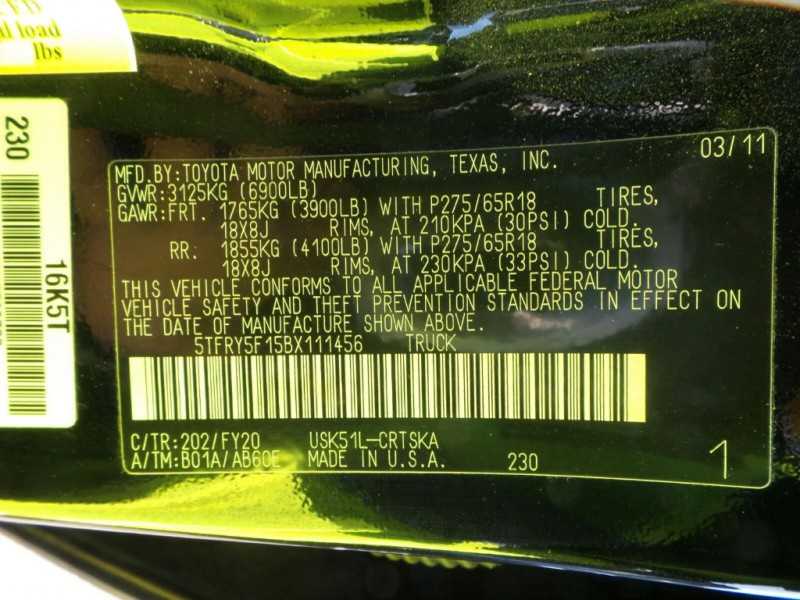 al load
lbs
230
16K5T
03/11
MFD.BY:TOYOTA MOTOR MANUFACTURING, TEXAS, INC.
GVWR:3125KG (6900LB)
GAWR:FRT. 1765KG (3900LB) WITH P275/65R18 TIRES,
18X8J RIMS, AT 210KPA (30PSI) COLD.
RR: 1855KG (4100LB) WITH P275/65R18 TIRES,
18X8J RIMS, AT 230KPA (33PSI) COLD.
THIS VEHICLE CONFORMS TO ALL APPLICABLE FEDERAL MOTOR
VEHICLE SAFETY AND THEFT PREVENTION STANDARDS IN EFFECT ON
THE DATE OF MANUFACTURE SHOWN ABOVE.
5TFRY5F15BX111456 TRUCK
C/TR:202/FY20 USK51L-CRTSKA
A/TM:B01A/AB60E MADE IN U.S.A. 230 1